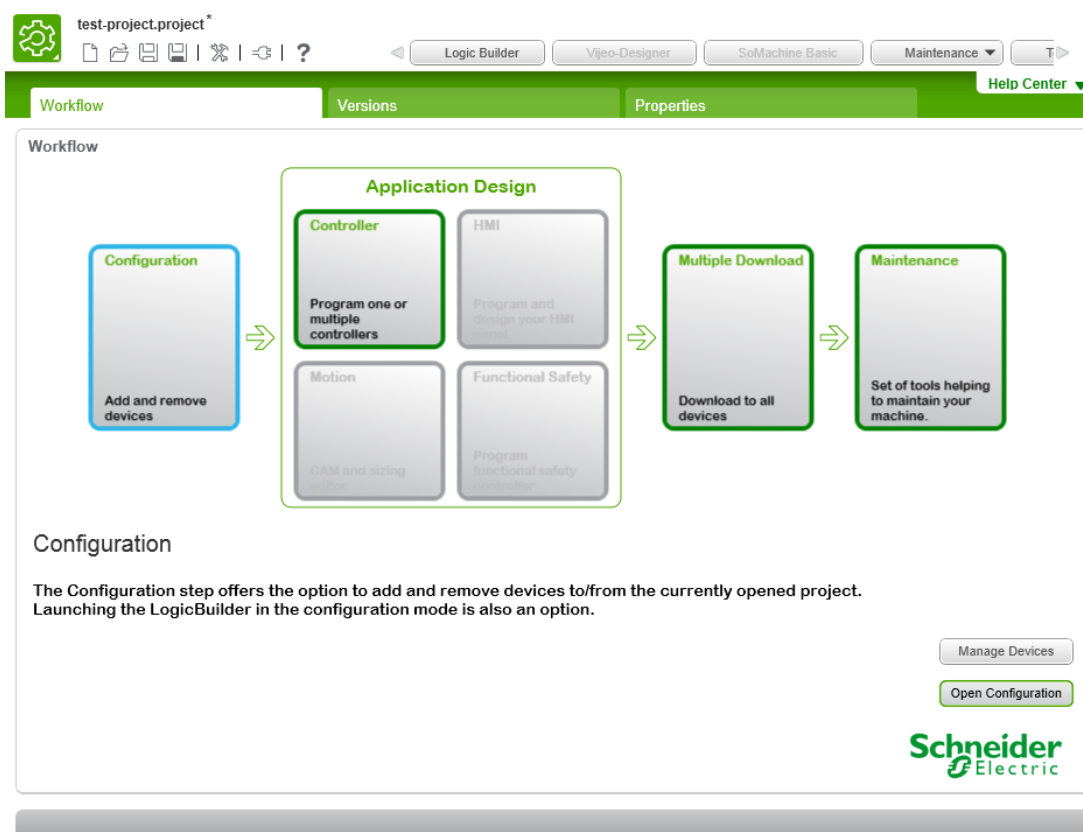 test-project.project*
?
Logic Builder
Vijeo-Designer
SoMachine Basic
Maintenance
Help Center
Workflow
Versions
Properties
Workflow
Application Design
Configuration
Add and remove
devices
Controller
Program one or
multiple
controllers
HMI
Program and
design your HMI
Motion
CAM and sizing
editor
Functional Safety
Program
functional safety
controller
Multiple Download
Download to all
devices
Maintenance
Set of tools helping
to maintain your
machine.
Configuration
The Configuration step offers the option to add and remove devices to/from the currently opened project.
Launching the LogicBuilder in the configuration mode is also an option.
Manage Devices
Open Configuration
Schneider
Electric